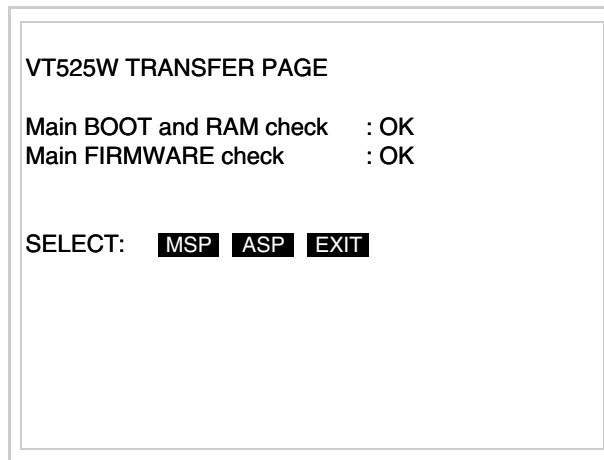 VT525W TRANSFER PAGE
Main BOOT and RAM check : OK
Main FIRMWARE check : OK
SELECT: MSP ASP EXIT